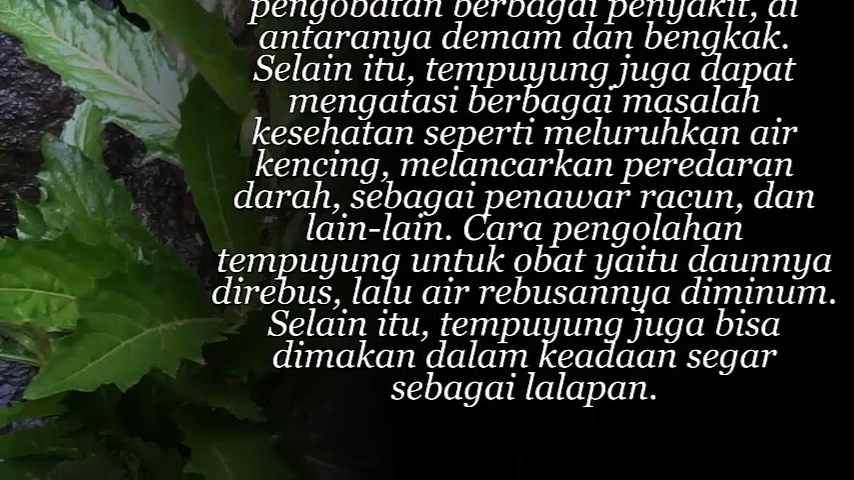 pengobatan berbagai penyakit, di
antaranya demam dan bengkak.
Selain itu, tempuyung juga dapat
mengatasi berbagai masalah
kesehatan seperti meluruhkan air
kencing, melancarkan peredaran
darah, sebagai penawar racun, dan
lain-lain. Cara pengolahan
tempuyung untuk obat yaitu daunnya
direbus, lalu air rebusannya diminum.
Selain itu, tempuyung juga bisa
dimakan dalam keadaan segar
sebagai lalapan.